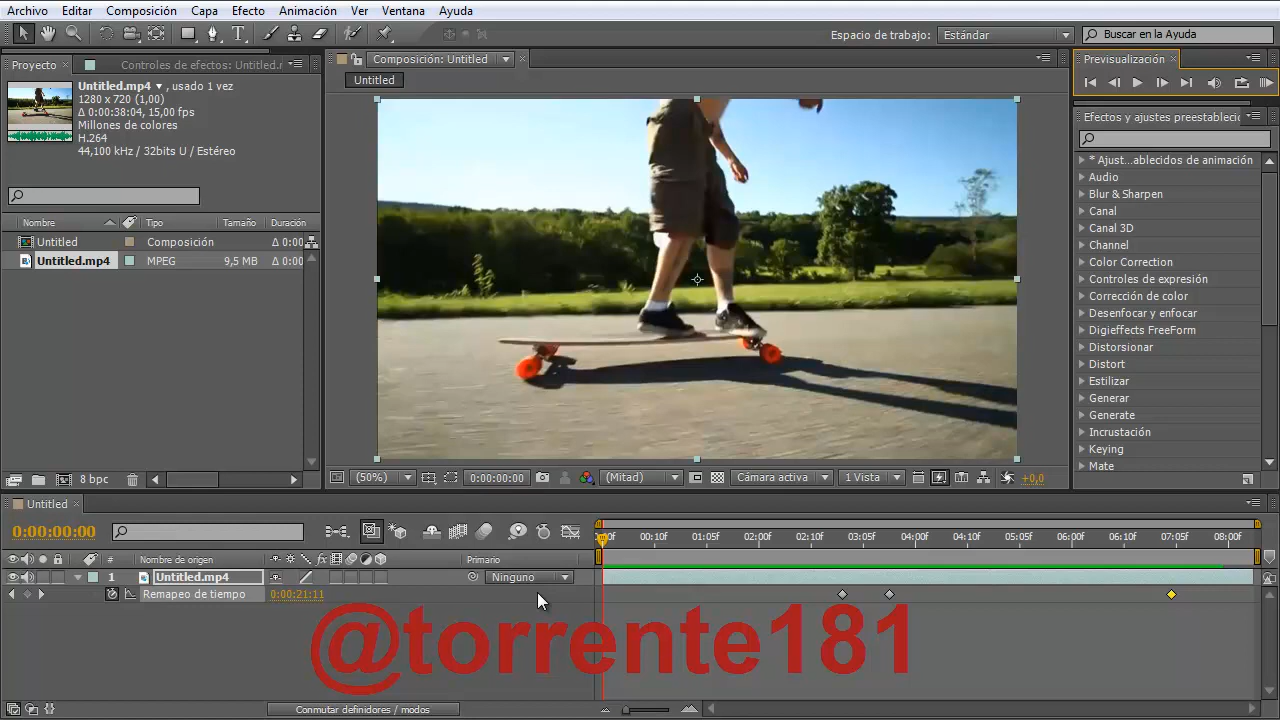 Archivo Editar Composición Capa Efecto Animación Ver Ventana Ayuda
Espacio de trabajo: Estándar Buscar en la Ayuda
Proyecto Controles de efectos: Untitled.r
Untitled.mp4 , usado 1 vez
1280 x 720 (1,00)
Δ 0:00:38:04, 15,00 fps
Millones de colores
H.264
44,100 kHz / 32bits U / Estéreo
Nombre Tipo Tamaño Duración
Untitled Composición Δ 0:00
Untitled.mp4 MPEG 9,5 MB Δ 0:00
8 bpc
Composición: Untitled
Untitled
(50%) 0:00:00:00 (Mitad) Cámara activa 1 Vista +0,0
Previsualización
Efectos y ajustes preestablecic
* Ajust...ablecidos de animación
Audio
Blur & Sharpen
Canal
Canal 3D
Channel
Color Correction
Controles de expresión
Corrección de color
Desenfocar y enfocar
Digieffects FreeForm
Distorsionar
Distort
Estilizar
Generar
Generate
Incrustación
Keying
Mate
Untitled
0:00:00:00
00:10f 01:05f 02:00f 02:10f 03:05f 04:00f 04:10f 05:05f 06:00f 06:10f 07:05f 08:00f
# Nombre de origen fx Primario
1 Untitled.mp4 Ninguno
Remapeo de tiempo 0:00:21:11
@torrente181
Conmutar definidores / modos